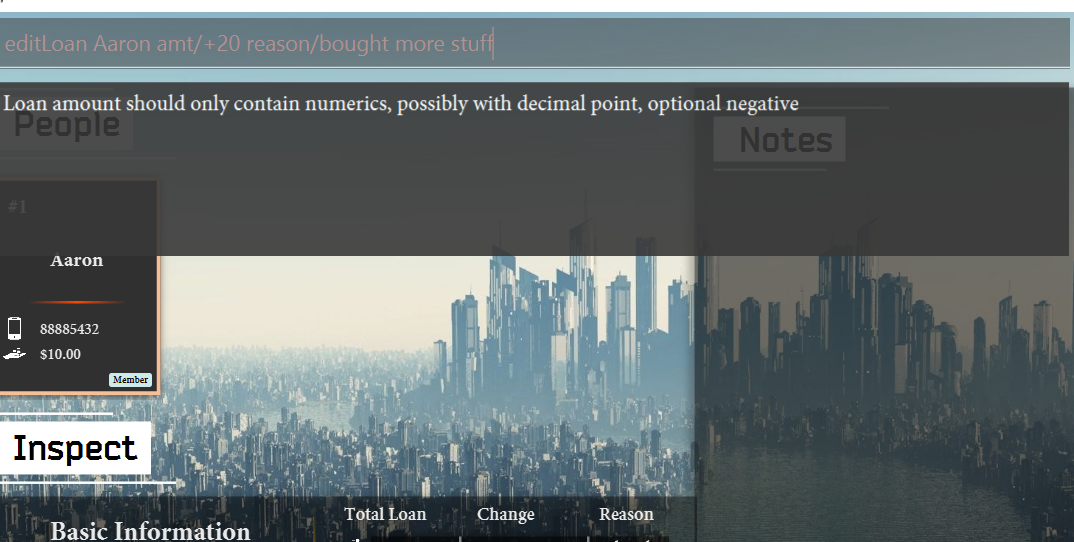 editLoan Aaron amt/+20 reason/bought more stuff
Loan amount should only contain numerics, possibly with decimal point, optional negative
People
Notes
#1
Aaron
88885432
$10.00
Member
Inspect
Basic Information
Total Loan Change Reason